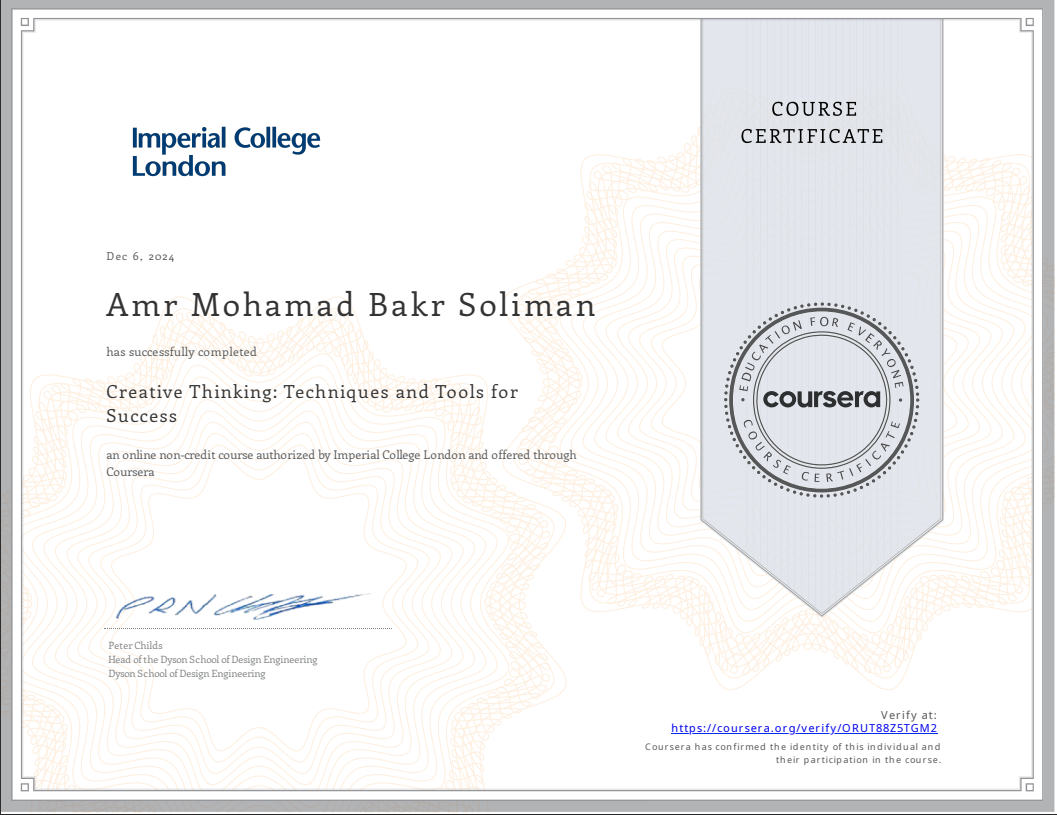 COURSE
CERTIFICATE
Imperial College
London
Dec 6, 2024
Amr Mohamad Bakr Soliman
has successfully completed
Creative Thinking: Techniques and Tools for
Success
an online non-credit course authorized by Imperial College London and offered through
Coursera
EDUCATION FOR EVERYONE
coursera
COURSE CERTIFICATE
PRN Childs
Peter Childs
Head of the Dyson School of Design Engineering
Dyson School of Design Engineering
Verify at:
https://coursera.org/verify/ORUT88Z5TGM2
Coursera has confirmed the identity of this individual and
their participation in the course.